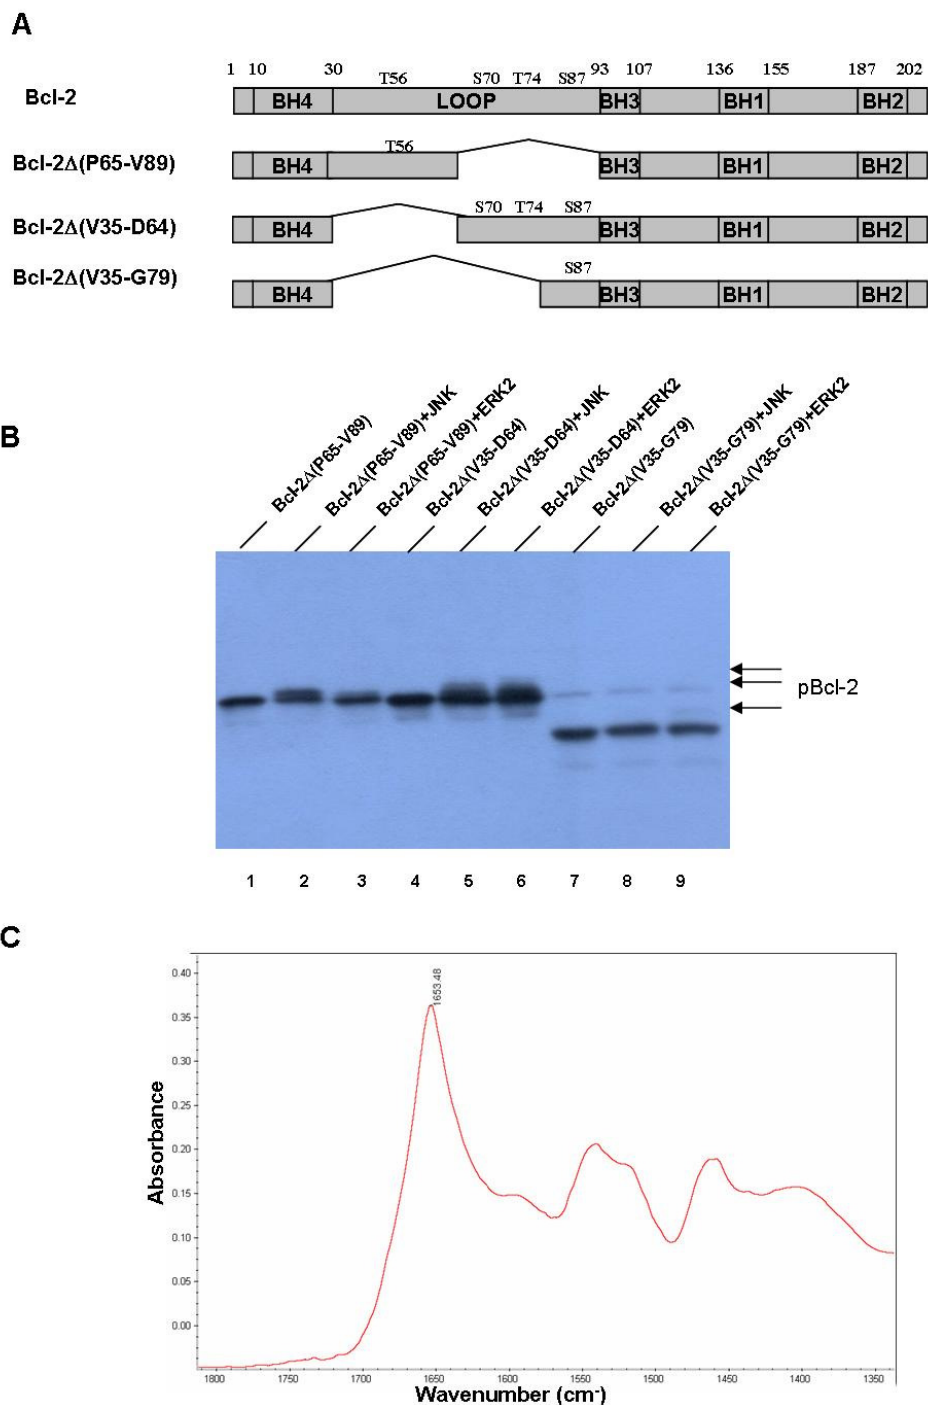 A
1 10 30 93 107 136 155 187 202
T56 S70 T74 S87
Bcl-2 BH4 LOOP BH3 BH1 BH2
T56
Bcl-2Δ(P65-V89) BH4 BH3 BH1 BH2
S70 T74 S87
Bcl-2Δ(V35-D64) BH4 BH3 BH1 BH2
S87
Bcl-2Δ(V35-G79) BH4 BH3 BH1 BH2
B
Bcl-2Δ(P65-V89)
Bcl-2Δ(P65-V89)+JNK
Bcl-2Δ(P65-V89)+ERK2
Bcl-2Δ(V35-D64)
Bcl-2Δ(V35-D64)+JNK
Bcl-2Δ(V35-D64)+ERK2
Bcl-2Δ(V35-G79)
Bcl-2Δ(V35-G79)+JNK
Bcl-2Δ(V35-G79)+ERK2
pBcl-2
1 2 3 4 5 6 7 8 9
C
1653.48
0.40
0.35
0.30
0.25
0.20
0.15
0.10
0.05
0.00
Absorbance
1800 1750 1700 1650 1600 1550 1500 1450 1400 1350
Wavenumber (cm-)